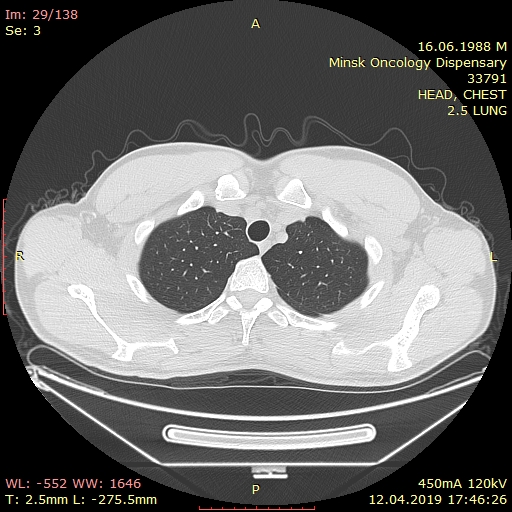 Im: 29/138
Se: 3
A
16.06.1988 M
Minsk Oncology Dispensary
33791
HEAD, CHEST
2.5 LUNG
R
L
WL: -552 WW: 1646
T: 2.5mm L: -275.5mm
P
450mA 120kV
12.04.2019 17:46:26